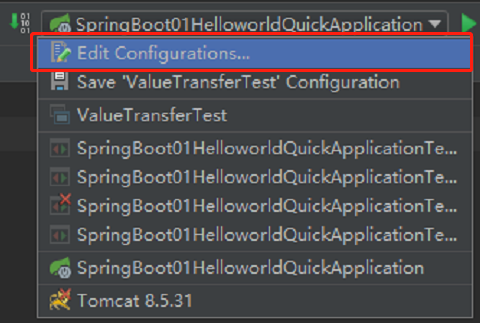 SpringBoot01HelloworldQuickApplication
Edit Configurations...
Save 'ValueTransferTest' Configuration
ValueTransferTest
SpringBoot01HelloworldQuickApplicationTe...
SpringBoot01HelloworldQuickApplicationTe...
SpringBoot01HelloworldQuickApplicationTe...
SpringBoot01HelloworldQuickApplicationTe...
SpringBoot01HelloworldQuickApplication
Tomcat 8.5.31